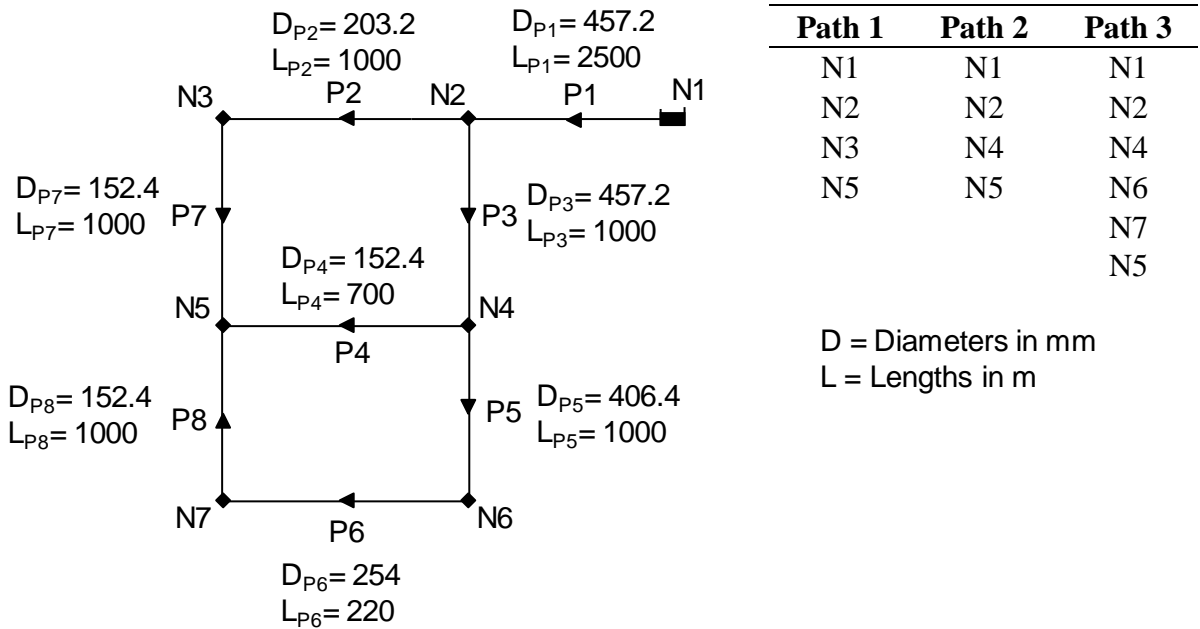 D_P2= 203.2
L_P2= 1000
D_P1= 457.2
L_P1= 2500
N3
P2
N2
P1
N1
D_P7= 152.4
L_P7= 1000
P7
P3
D_P3= 457.2
L_P3= 1000
D_P4= 152.4
L_P4= 700
N5
N4
P4
D_P8= 152.4
L_P8= 1000
P8
P5
D_P5= 406.4
L_P5= 1000
N7
P6
N6
D_P6= 254
L_P6= 220
Path 1 Path 2 Path 3
N1 N1 N1
N2 N2 N2
N3 N4 N4
N5 N5 N6
N7
N5
D = Diameters in mm
L = Lengths in m